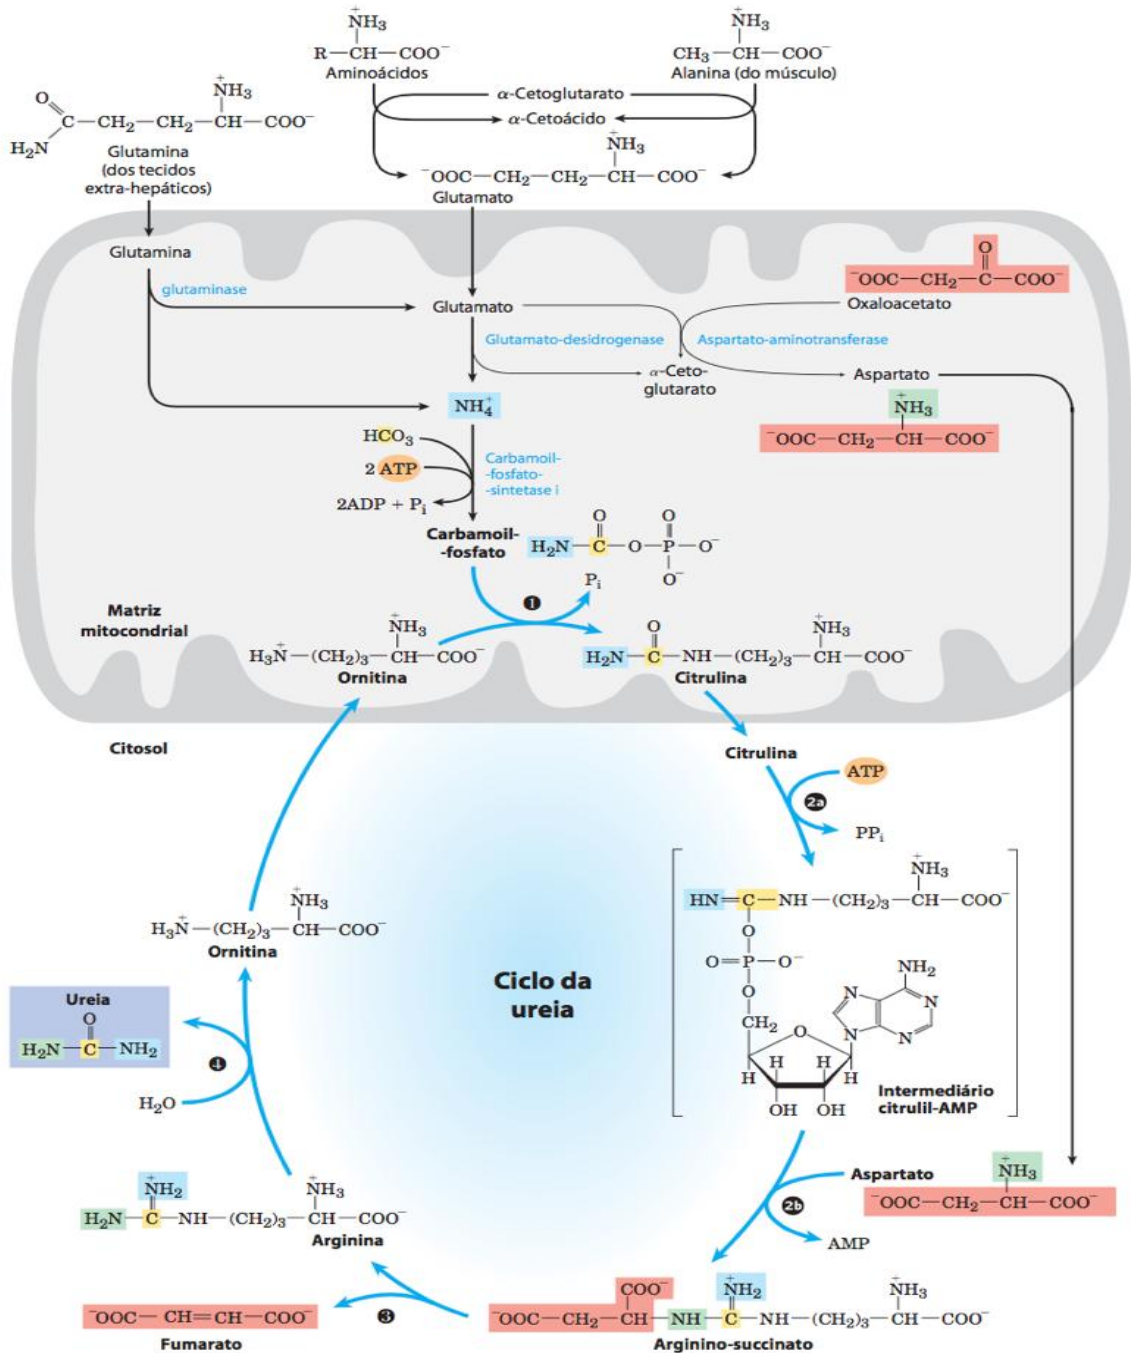 ⁺NH₃
R—CH—COO⁻
Aminoácidos
⁺NH₃
CH₃—CH—COO⁻
Alanina (do músculo)
α-Cetoglutarato
α-Cetoácido
O
⁺NH₃
C—CH₂—CH₂—CH—COO⁻
H₂N
Glutamina
(dos tecidos
extra-hepáticos)
⁺NH₃
⁻OOC—CH₂—CH₂—CH—COO⁻
Glutamato
Glutamina
glutaminase
Glutamato
O
⁻OOC—CH₂—C—COO⁻
Oxaloacetato
Glutamato-desidrogenase
Aspartato-aminotransferase
α-Ceto-
glutarato
Aspartato
⁺NH₃
⁻OOC—CH₂—CH—COO⁻
NH₄⁺
HCO₃
2 ATP
2ADP + Pᵢ
Carbamoil-
-fosfato-
-sintetase i
Carbamoil-
-fosfato
O O
H₂N—C—O—P—O⁻
O⁻
Pᵢ
1
Matriz
mitocondrial
⁺NH₃
H₃N⁺—(CH₂)₃—CH—COO⁻
Ornitina
O ⁺NH₃
H₂N—C—NH—(CH₂)₃—CH—COO⁻
Citrulina
Citosol
Citrulina
ATP
2a
PPᵢ
⁺NH₃
HN=C—NH—(CH₂)₃—CH—COO⁻
O
O=P—O⁻
O
CH₂
NH₂
N N
N N
O
H H
H H
OH OH
Intermediário
citrulil-AMP
⁺NH₃
H₃N⁺—(CH₂)₃—CH—COO⁻
Ornitina
Ciclo da
ureia
Ureia
O
H₂N—C—NH₂
4
H₂O
Aspartato
⁺NH₃
⁻OOC—CH₂—CH—COO⁻
2b
AMP
⁺NH₂ ⁺NH₃
H₂N—C—NH—(CH₂)₃—CH—COO⁻
Arginina
3
⁻OOC—CH=CH—COO⁻
Fumarato
COO⁻ ⁺NH₂ ⁺NH₃
⁻OOC—CH₂—CH—NH—C—NH—(CH₂)₃—CH—COO⁻
Arginino-succinato